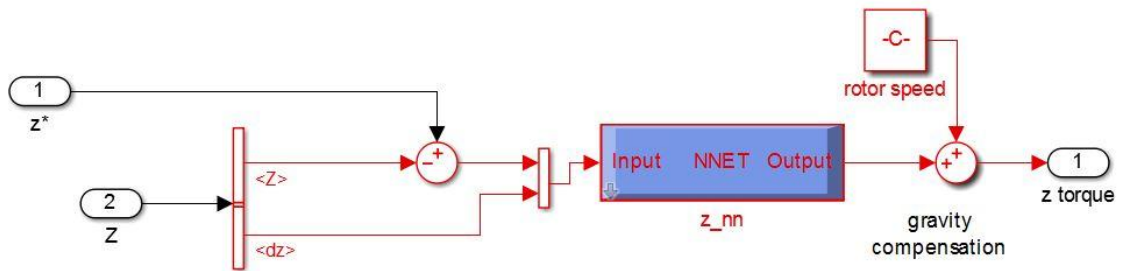 -C-
rotor speed
1
z*
<Z>
<dz>
2
Z
Input NNET Output
z_nn
gravity
compensation
1
z torque